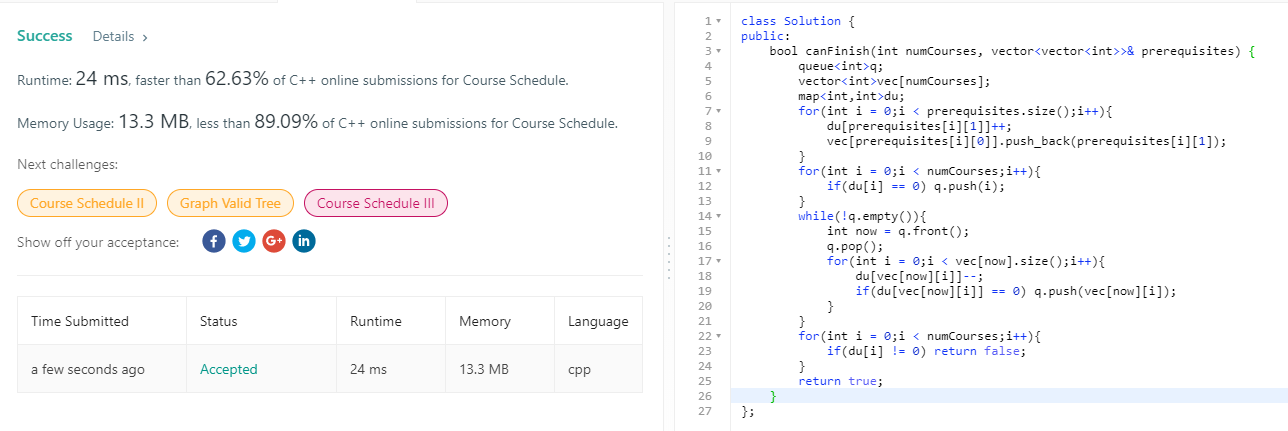 Success Details >
Runtime: 24 ms, faster than 62.63% of C++ online submissions for Course Schedule.
Memory Usage: 13.3 MB, less than 89.09% of C++ online submissions for Course Schedule.
Next challenges:
Course Schedule II Graph Valid Tree Course Schedule III
Show off your acceptance: f G+ in
Time Submitted Status Runtime Memory Language
a few seconds ago Accepted 24 ms 13.3 MB cpp
1 class Solution {
2 public:
3     bool canFinish(int numCourses, vector<vector<int>>& prerequisites) {
4         queue<int>q;
5         vector<int>vec[numCourses];
6         map<int,int>du;
7         for(int i = 0;i < prerequisites.size();i++){
8             du[prerequisites[i][1]]++;
9             vec[prerequisites[i][0]].push_back(prerequisites[i][1]);
10         }
11         for(int i = 0;i < numCourses;i++){
12             if(du[i] == 0) q.push(i);
13         }
14         while(!q.empty()){
15             int now = q.front();
16             q.pop();
17             for(int i = 0;i < vec[now].size();i++){
18                 du[vec[now][i]]--;
19                 if(du[vec[now][i]] == 0) q.push(vec[now][i]);
20             }
21         }
22         for(int i = 0;i < numCourses;i++){
23             if(du[i] != 0) return false;
24         }
25         return true;
26     }
27 };